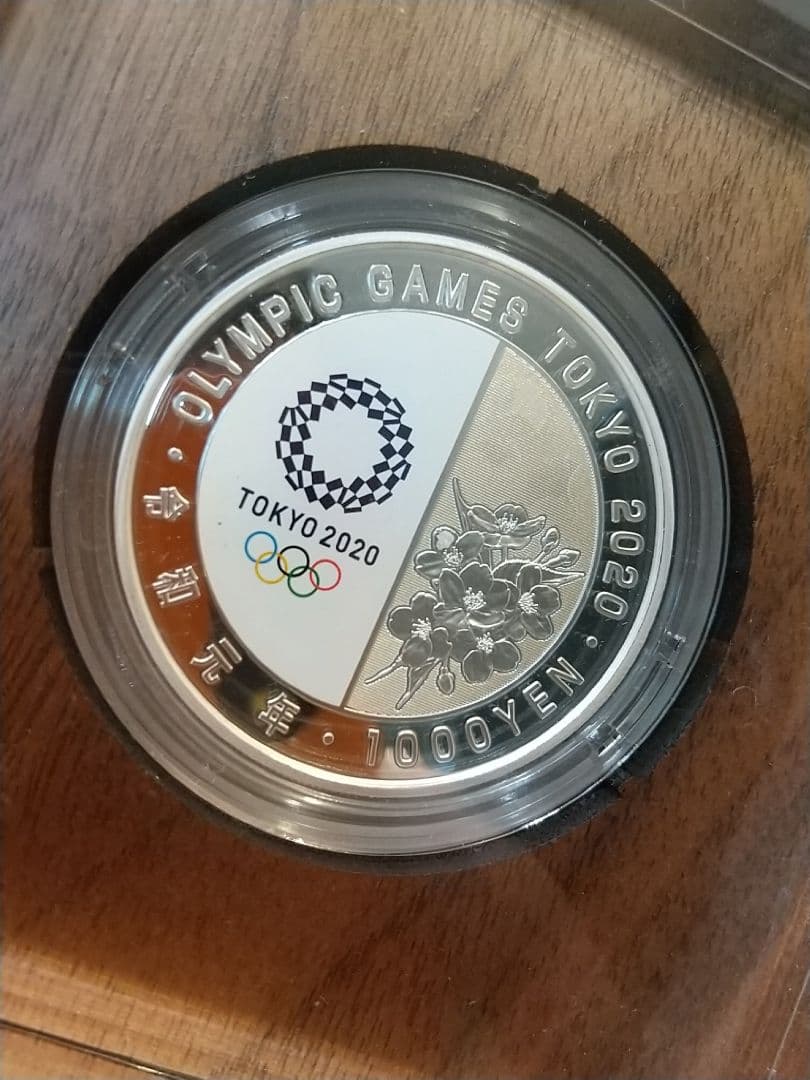 OLYMPIC GAMES TOKYO 2020 · 1000YEN · 令和元年 ·
TOKYO 2020